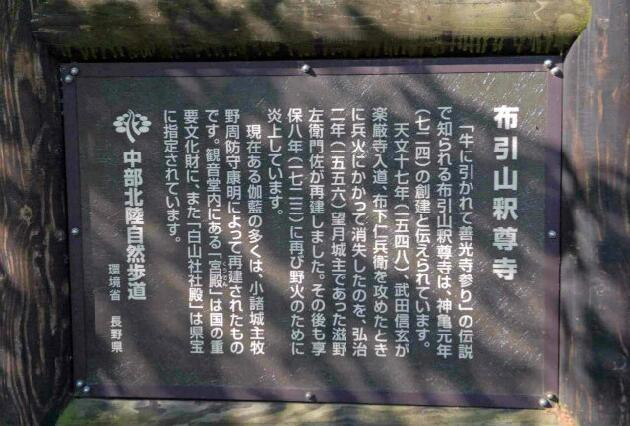 布引山釈尊寺
「牛に引かれて善光寺参り」の伝説
で知られる布引山釈尊寺は、神亀元年
(七二四)の創建と伝えられています。
天文十七年(一五四八)、武田信玄が
楽厳寺入道、布下仁兵衛を攻めたとき
に兵火にかかって消失したのを、弘治
二年(一五五六)望月城主であった滋野
左衛門佐が再建しました。その後も享
保八年(一七二三)に再び野火のために
炎上しています。
現在ある伽藍の多くは、小諸城主牧
野周防守康明によって再建されたもの
です。観音堂内にある「宮殿」は国の重
要文化財に、また「白山社社殿」は県宝
に指定されています。
中部北陸自然歩道
環境省 長野県